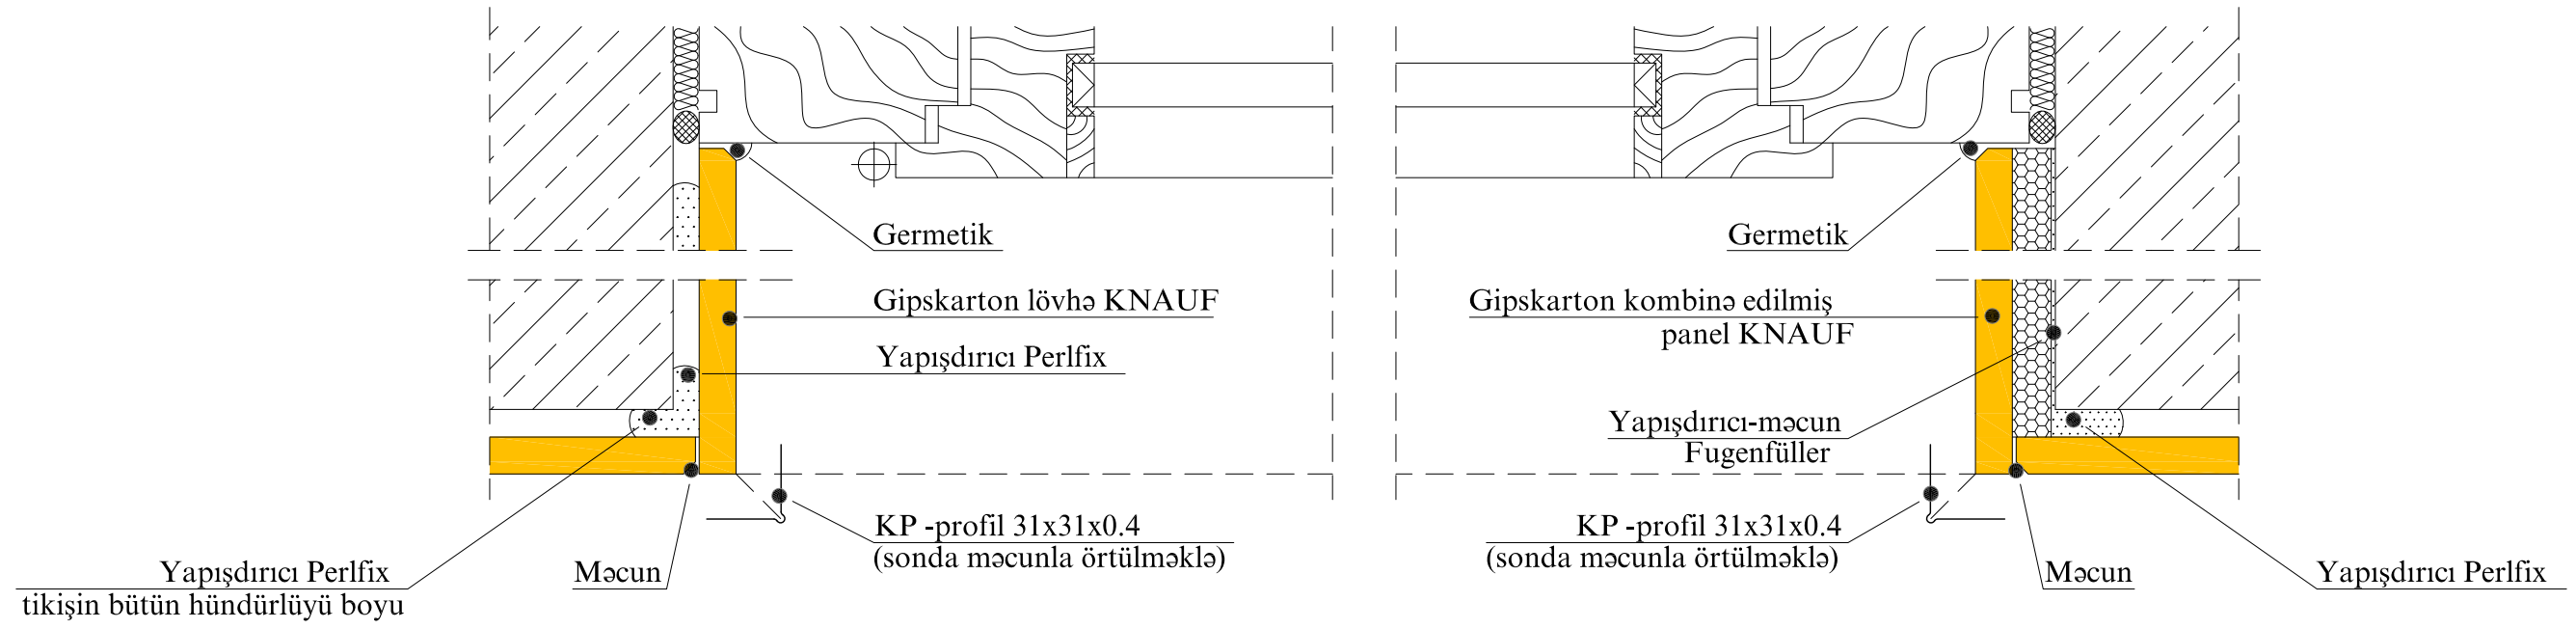 Germetik
Gipskarton lövhə KNAUF
Yapışdırıcı Perlfix
KP -profil 31x31x0.4
(sonda məcunla örtülməklə)
Yapışdırıcı Perlfix
tikişin bütün hündürlüyü boyu
Məcun
Germetik
Gipskarton kombinə edilmiş
panel KNAUF
Yapışdırıcı-məcun
Fugenfüller
KP -profil 31x31x0.4
(sonda məcunla örtülməklə)
Məcun
Yapışdırıcı Perlfix